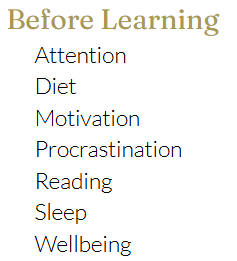 Before Learning
Attention
Diet
Motivation
Procrastination
Reading
Sleep
Wellbeing